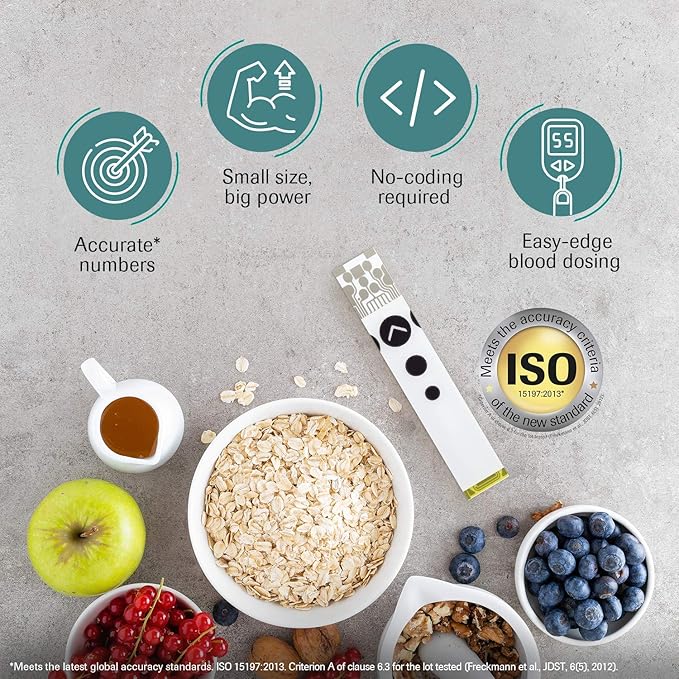 Accurate*
numbers
Small size,
big power
No-coding
required
55
Easy-edge
blood dosing
Meets the accuracy criteria
ISO
15197:2013*
of the new standard
*Meets the latest global accuracy standards. ISO 15197:2013. Criterion A of clause 6.3 for the lot tested (Freckmann et al., JDST, 6(5), 2012).